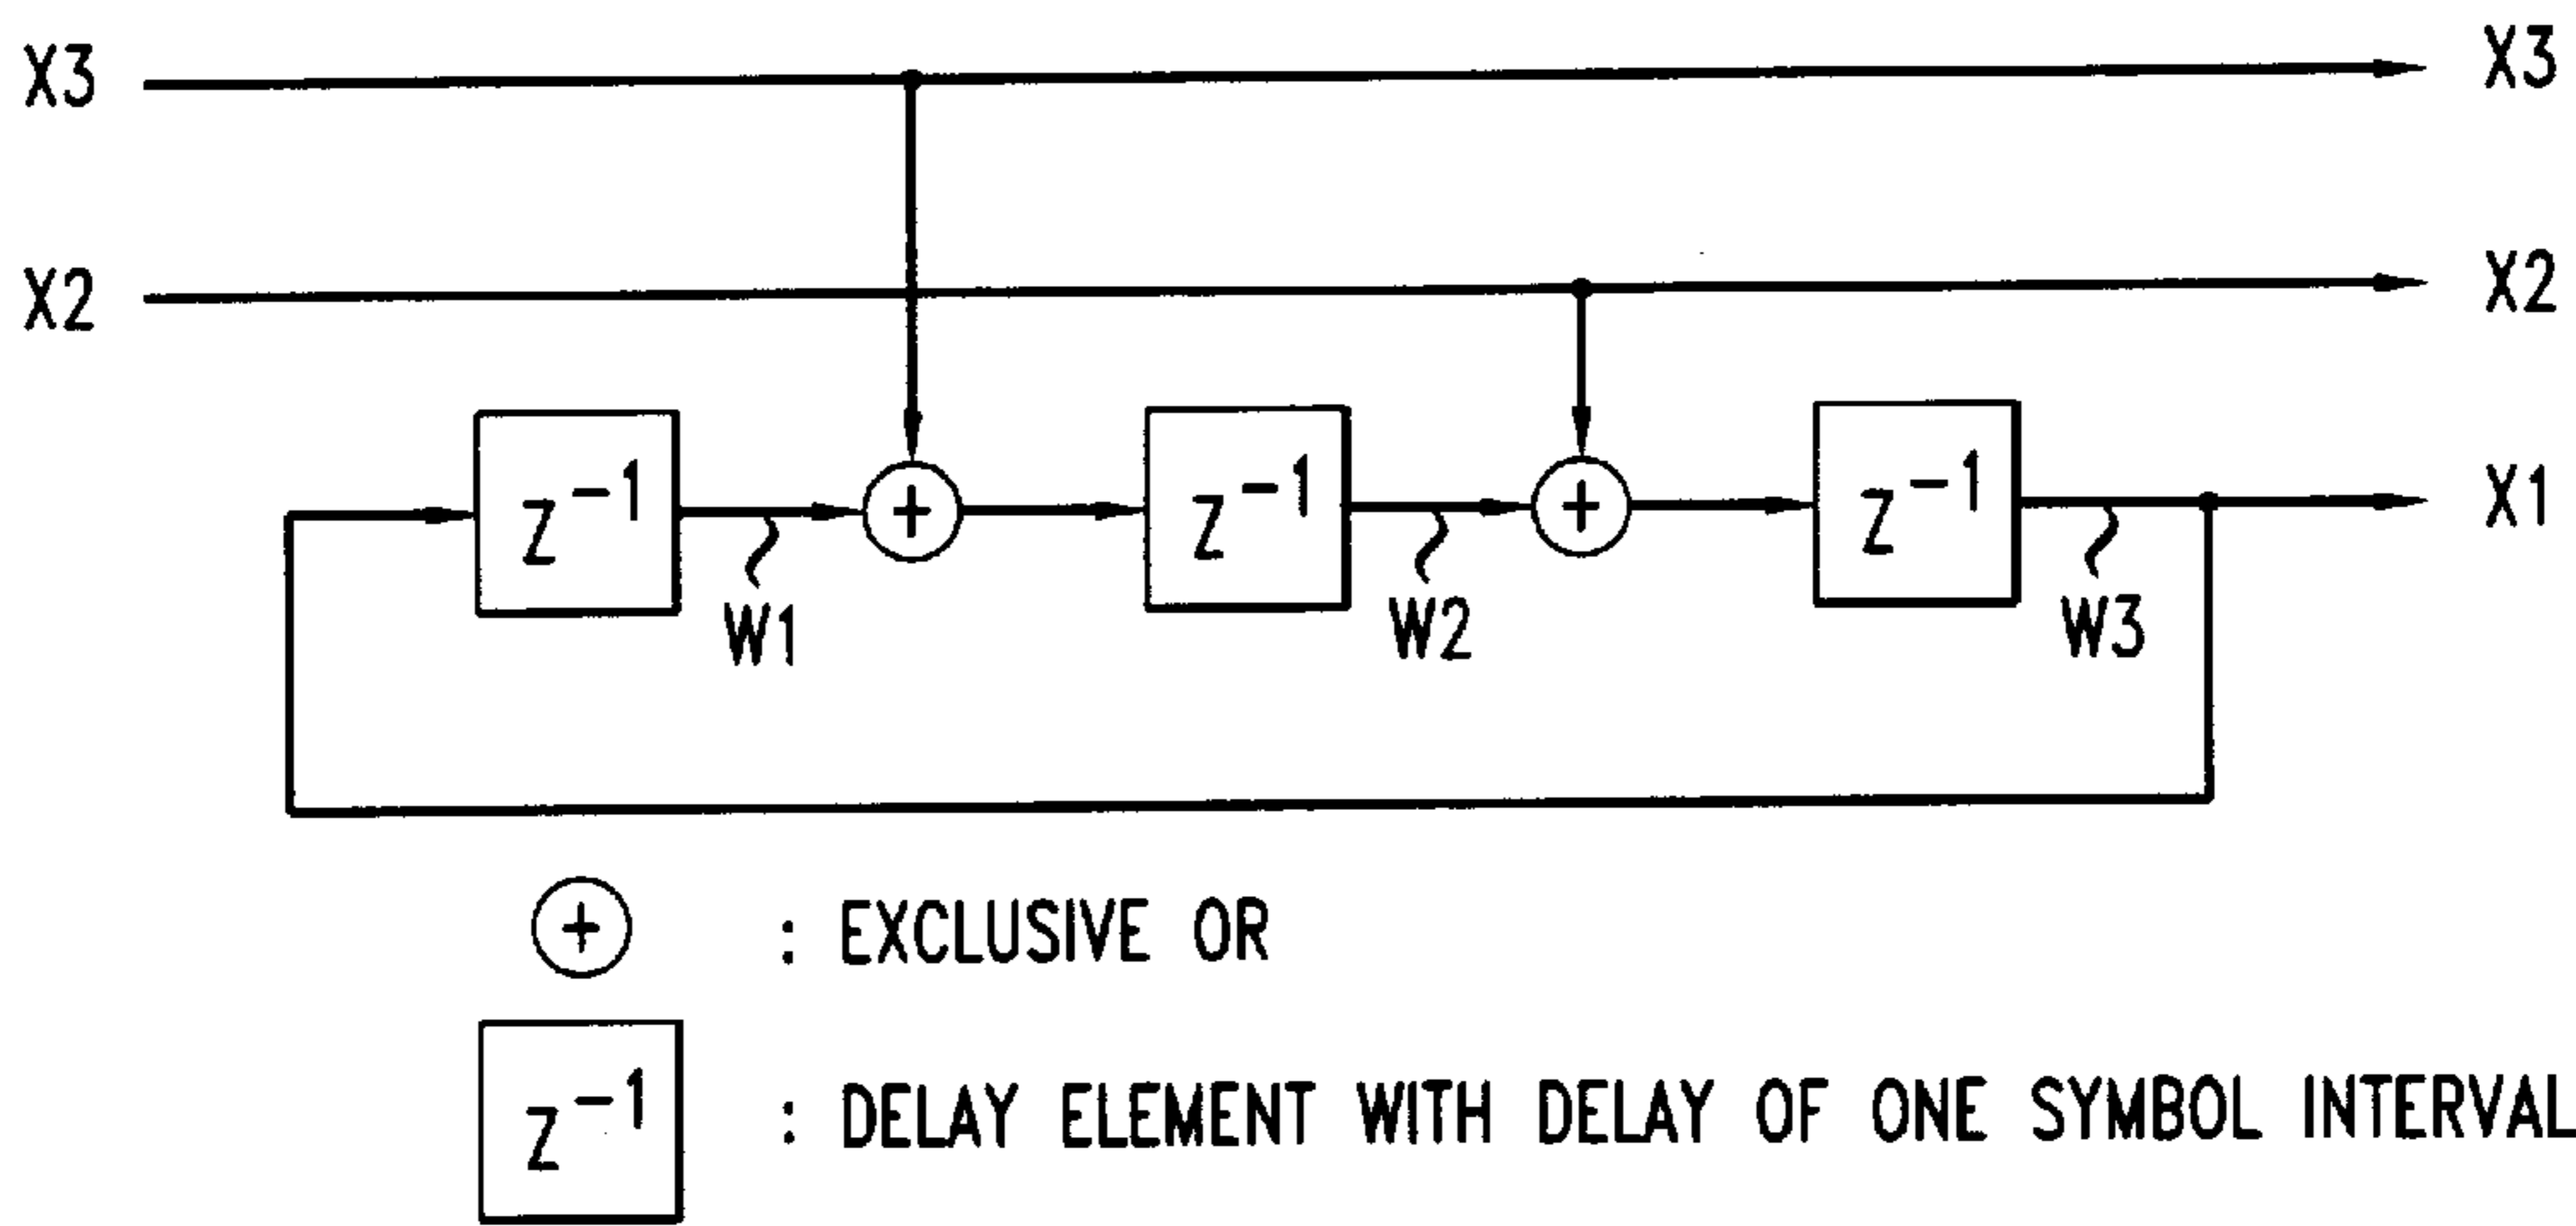 X3 X3
X2 X2
z⁻¹ + z⁻¹ + z⁻¹ X1
W1 W2 W3
+ : EXCLUSIVE OR
z⁻¹ : DELAY ELEMENT WITH DELAY OF ONE SYMBOL INTERVAL